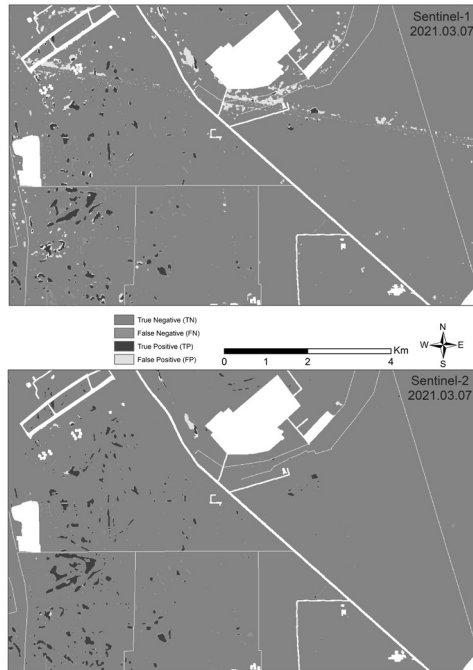 Sentinel-1
2021.03.07
True Negative (TN)
False Negative (FN)
True Positive (TP)
False Positive (FP)
0 2 4 Km
N
W E
S
Sentinel-2
2021.03.07